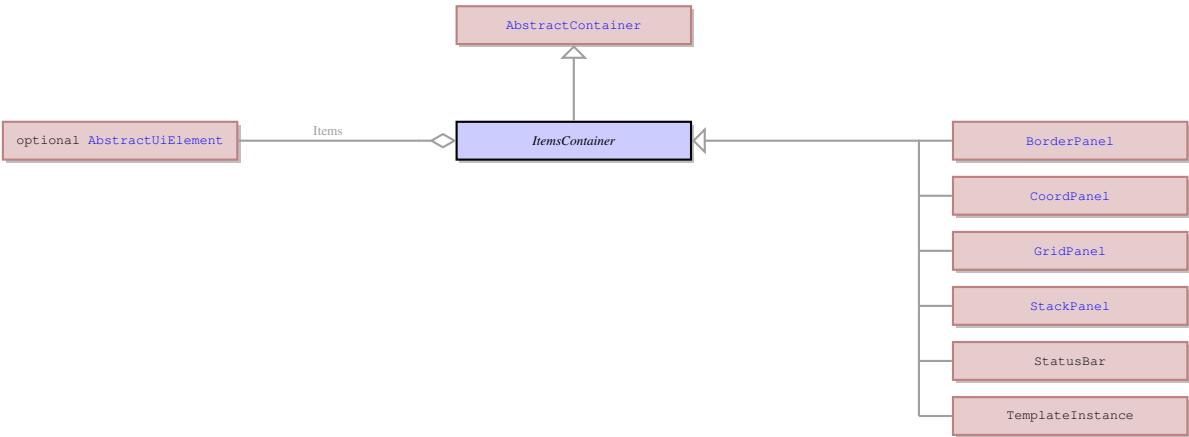 AbstractContainer
optional AbstractUiElement
Items
ItemsContainer
BorderPanel
CoordPanel
GridPanel
StackPanel
StatusBar
TemplateInstance